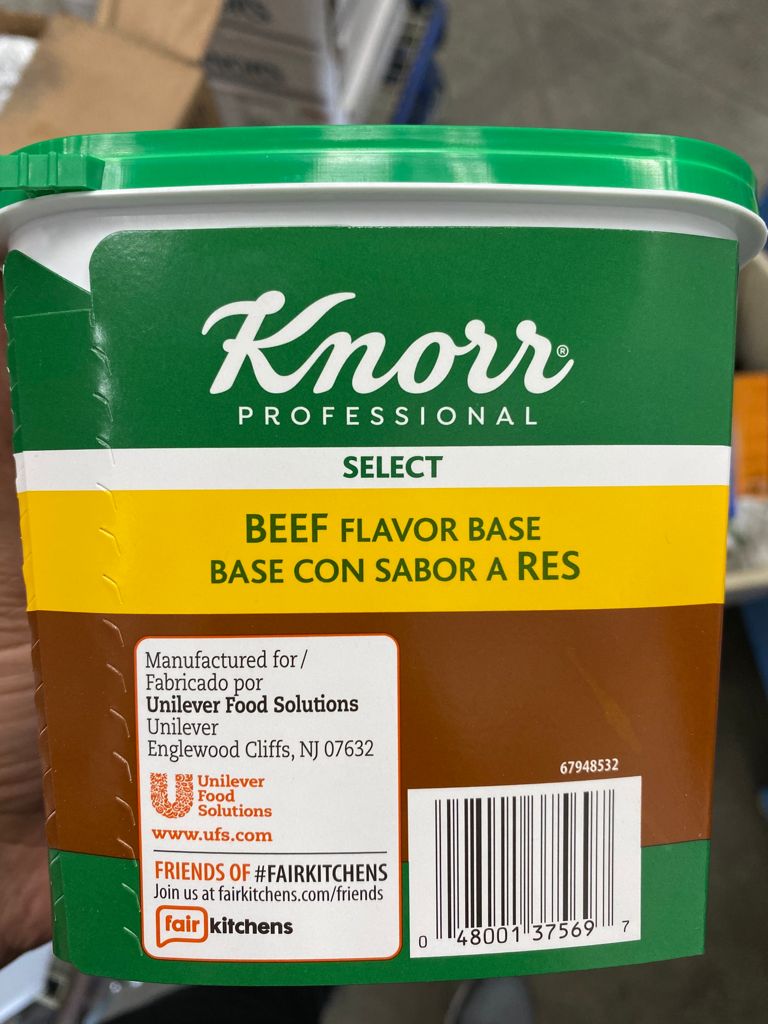 Knorr®
PROFESSIONAL
SELECT
BEEF FLAVOR BASE
BASE CON SABOR A RES
Manufactured for/
Fabricado por
Unilever Food Solutions
Unilever
Englewood Cliffs, NJ 07632
Unilever
Food
Solutions
www.ufs.com
FRIENDS OF #FAIRKITCHENS
Join us at fairkitchens.com/friends
fair kitchens
67948532
0 48001 37569 7